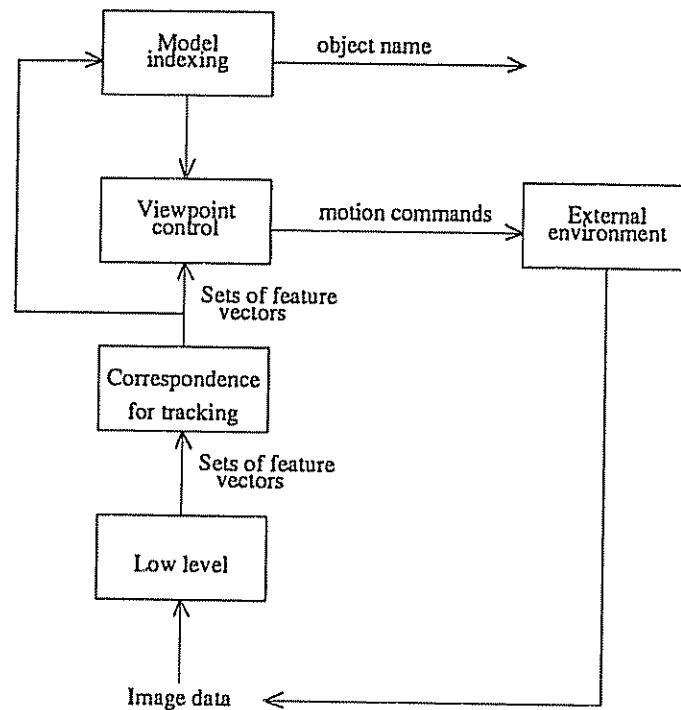 Model
indexing
object name
Viewpoint
control
motion commands
External
environment
Sets of feature
vectors
Correspondence
for tracking
Sets of feature
vectors
Low level
Image data